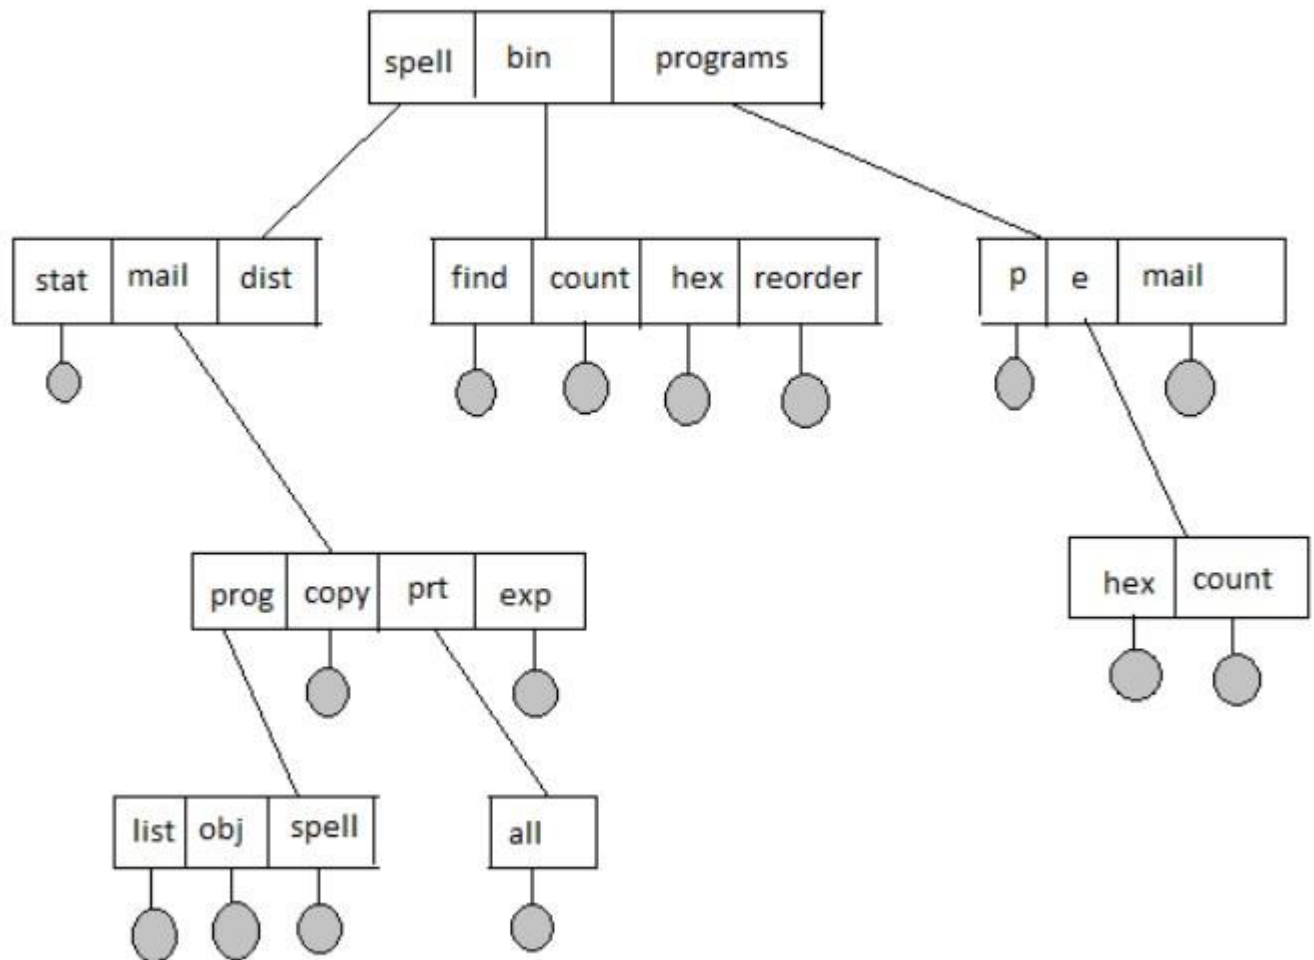 spell bin programs
stat mail dist find count hex reorder p e mail
prog copy prt exp hex count
list obj spell all